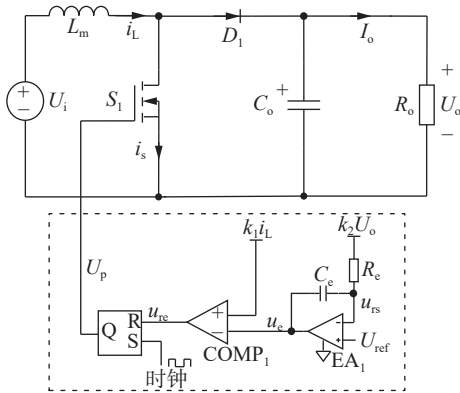 L_m
i_L
D_1
I_o
+
U_i
−
S_1
i_s
C_o
+
R_o
+
U_o
−
U_p
k_1i_L
k_2U_o
C_e
R_e
u_rs
u_re
u_e
Q
R
S
+
−
COMP_1
-
+
U_ref
EA_1
时钟